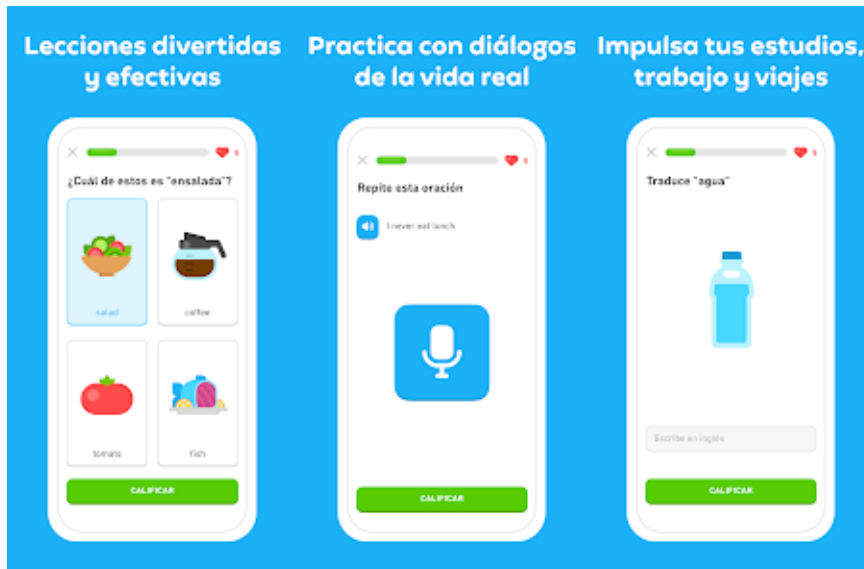 Lecciones divertidas
y efectivas
Practica con diálogos
de la vida real
Impulsa tus estudios,
trabajo y viajes
¿Cuál de estos es "ensalada"?
salad
coffee
tomato
fish
CALIFICAR
Repite esta oración
I never eat lunch.
CALIFICAR
Traduce "agua"
Escribe en inglés
CALIFICAR